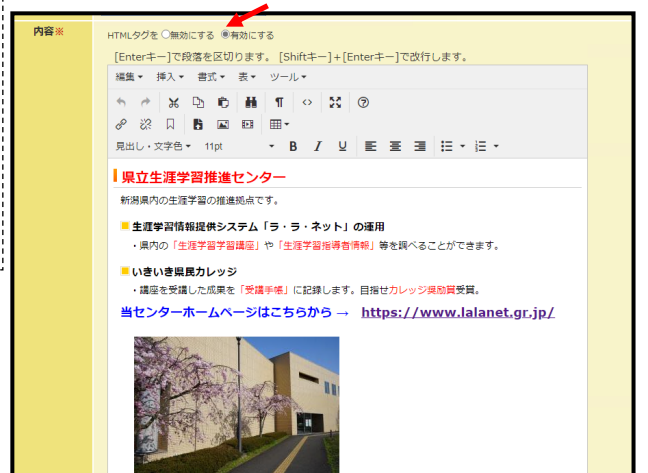 内容※
HTMLタグを ○無効にする ◉有効にする
[Enterキー]で段落を区切ります。 [Shiftキー]+[Enterキー]で改行します。
編集 挿入 書式 表 ツール
見出し・文字色 11pt B I U
県立生涯学習推進センター
新潟県内の生涯学習の推進拠点です。
生涯学習情報提供システム「ラ・ラ・ネット」の運用
・県内の「生涯学習学習講座」や「生涯学習指導者情報」等を調べることができます。
いきいき県民カレッジ
・講座を受講した成果を「受講手帳」に記録します。目指せカレッジ奨励賞受賞。
当センターホームページはこちらから→ https://www.lalanet.gr.jp/